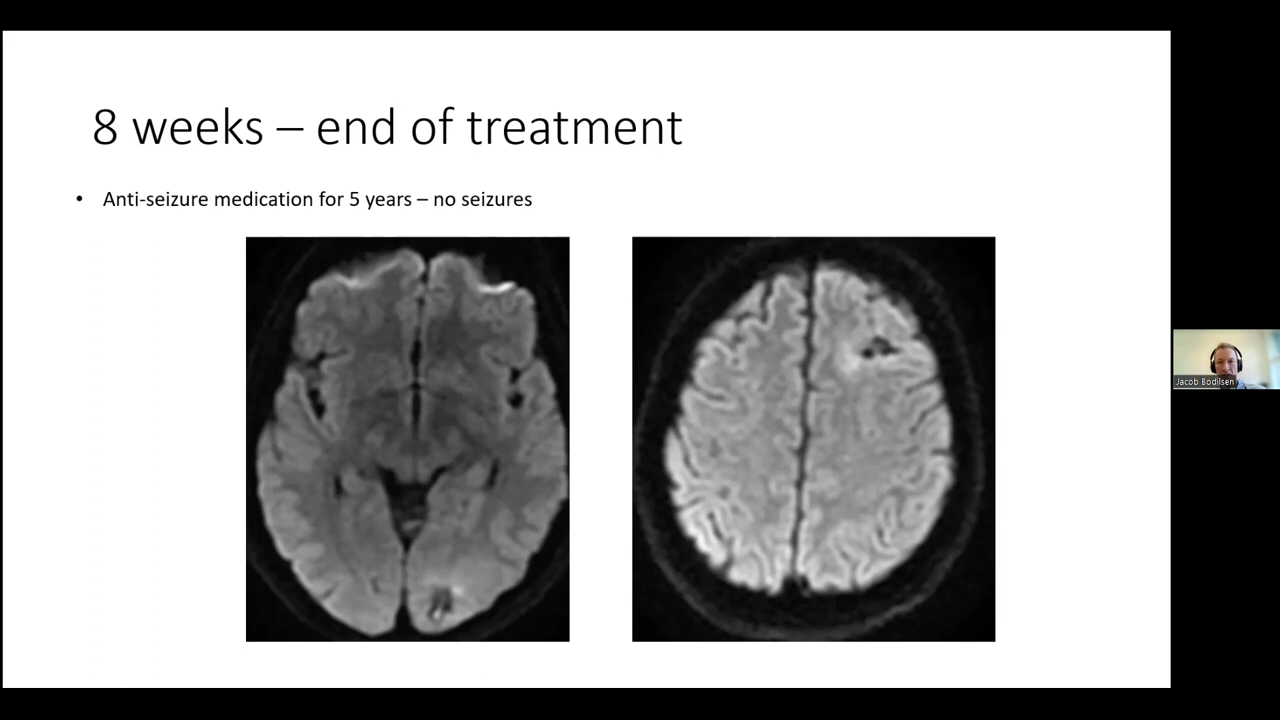 8 weeks – end of treatment
• Anti-seizure medication for 5 years – no seizures
Jacob Bodilsen